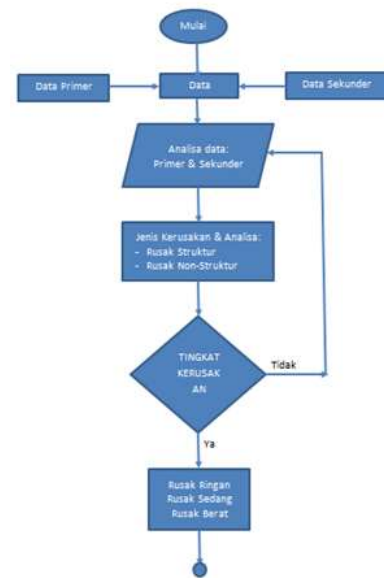 Mulai
Data Primer
Data
Data Sekunder
Analisa data:
Primer & Sekunder
Jenis Kerusakan & Analisa:
- Rusak Struktur
- Rusak Non-Struktur
TINGKAT
KERUSAK
AN
Tidak
Ya
Rusak Ringan
Rusak Sedang
Rusak Berat